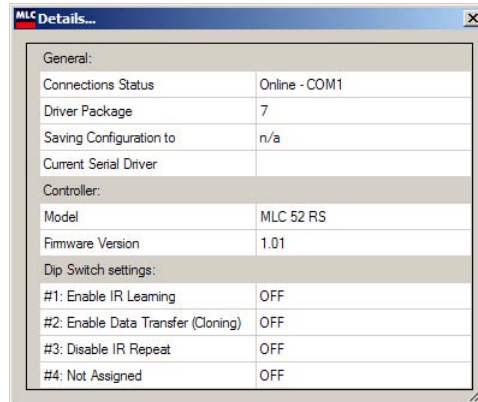 MLC Details...
General:
Connections Status Online - COM1
Driver Package 7
Saving Configuration to n/a
Current Serial Driver
Controller:
Model MLC 52 RS
Firmware Version 1.01
Dip Switch settings:
#1: Enable IR Learning OFF
#2: Enable Data Transfer (Cloning) OFF
#3: Disable IR Repeat OFF
#4: Not Assigned OFF